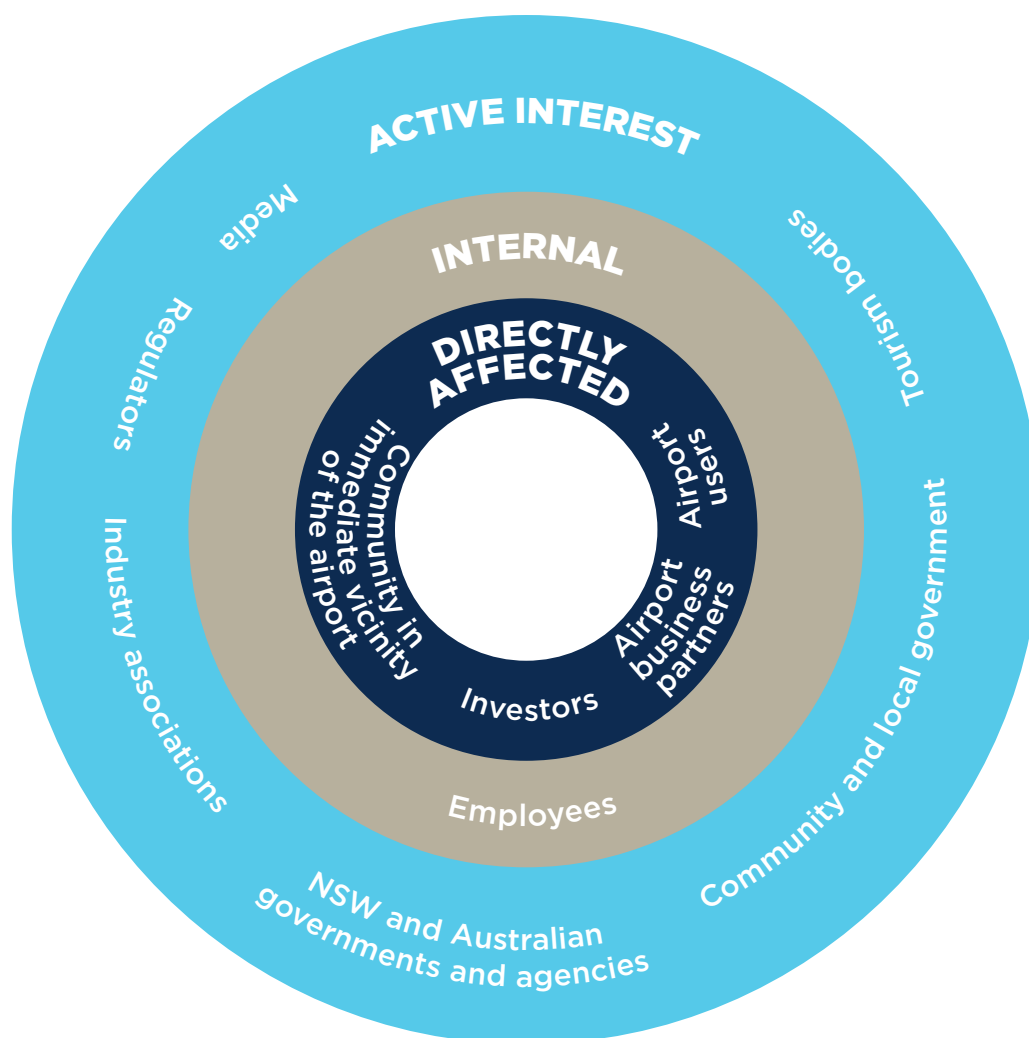 ACTIVE INTEREST
Media
Tourism bodies
Regulators
Community and local government
Industry associations
NSW and Australian
governments and agencies
INTERNAL
Employees
DIRECTLY
AFFECTED
Airport
users
Airport
business
partners
Investors
Community in
immediate vicinity
of the airport